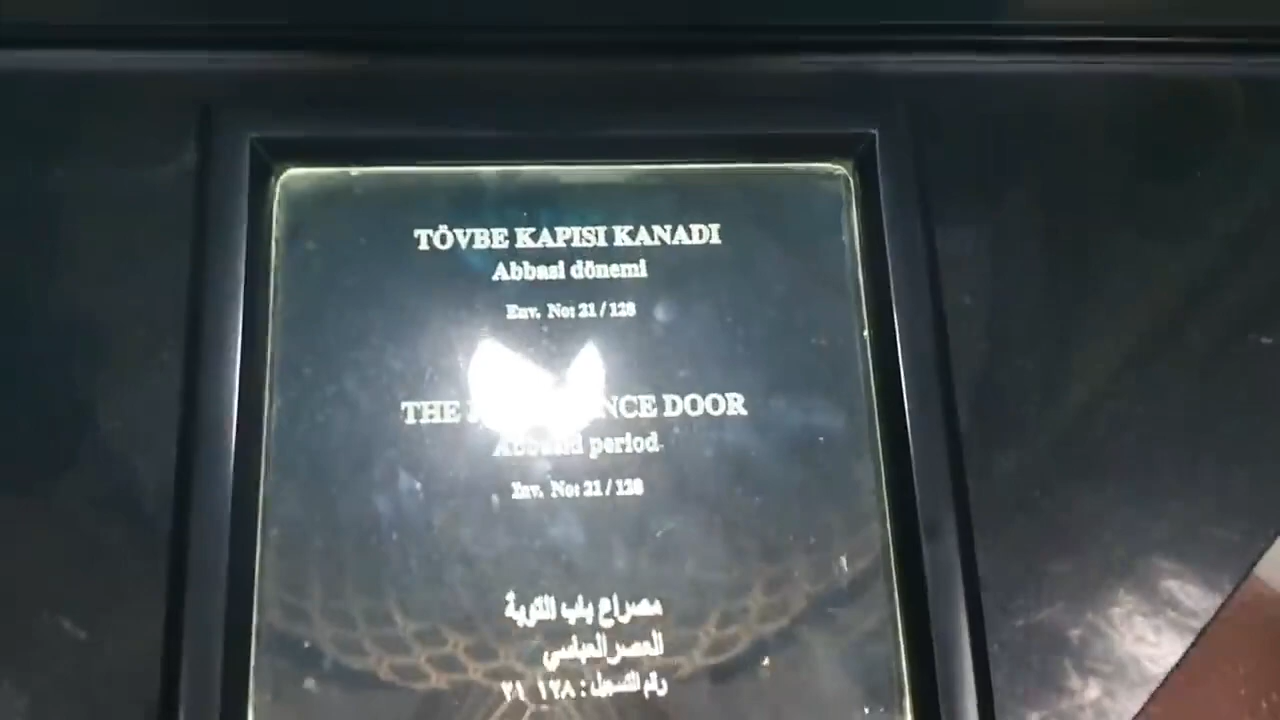 TÖVBE KAPISI KANADI
Abbasi dönemi
Env. No: 21 / 128
THE DOOR
Abbasid period
Env. No: 21 / 128
مصراع باب التوبة
العصر العباسي
رقم التسجيل : ١٢٨ ٢١